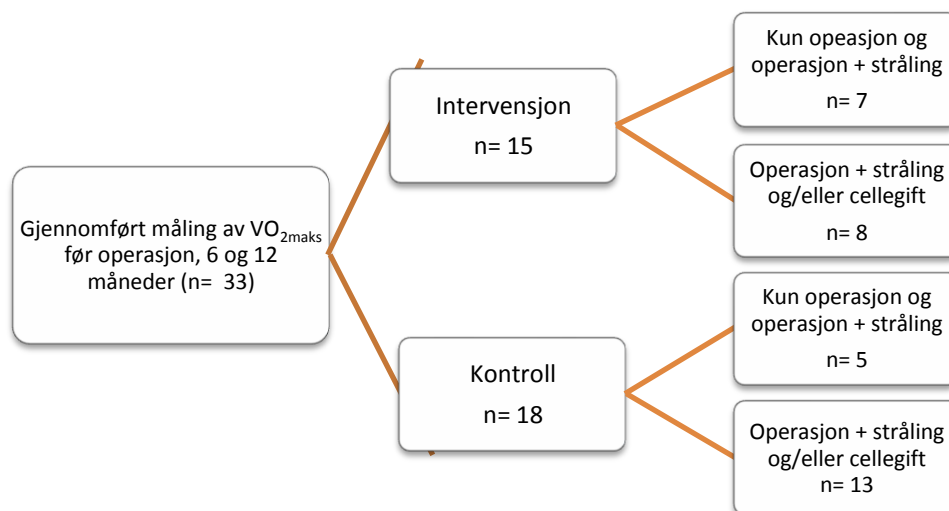 Gjennomført måling av VO2maks
før operasjon, 6 og 12
måneder (n= 33)
Intervensjon
n= 15
Kun opeasjon og
operasjon + stråling
n= 7
Operasjon + stråling
og/eller cellegift
n= 8
Kontroll
n= 18
Kun operasjon og
operasjon + stråling
n= 5
Operasjon + stråling
og/eller cellegift
n= 13